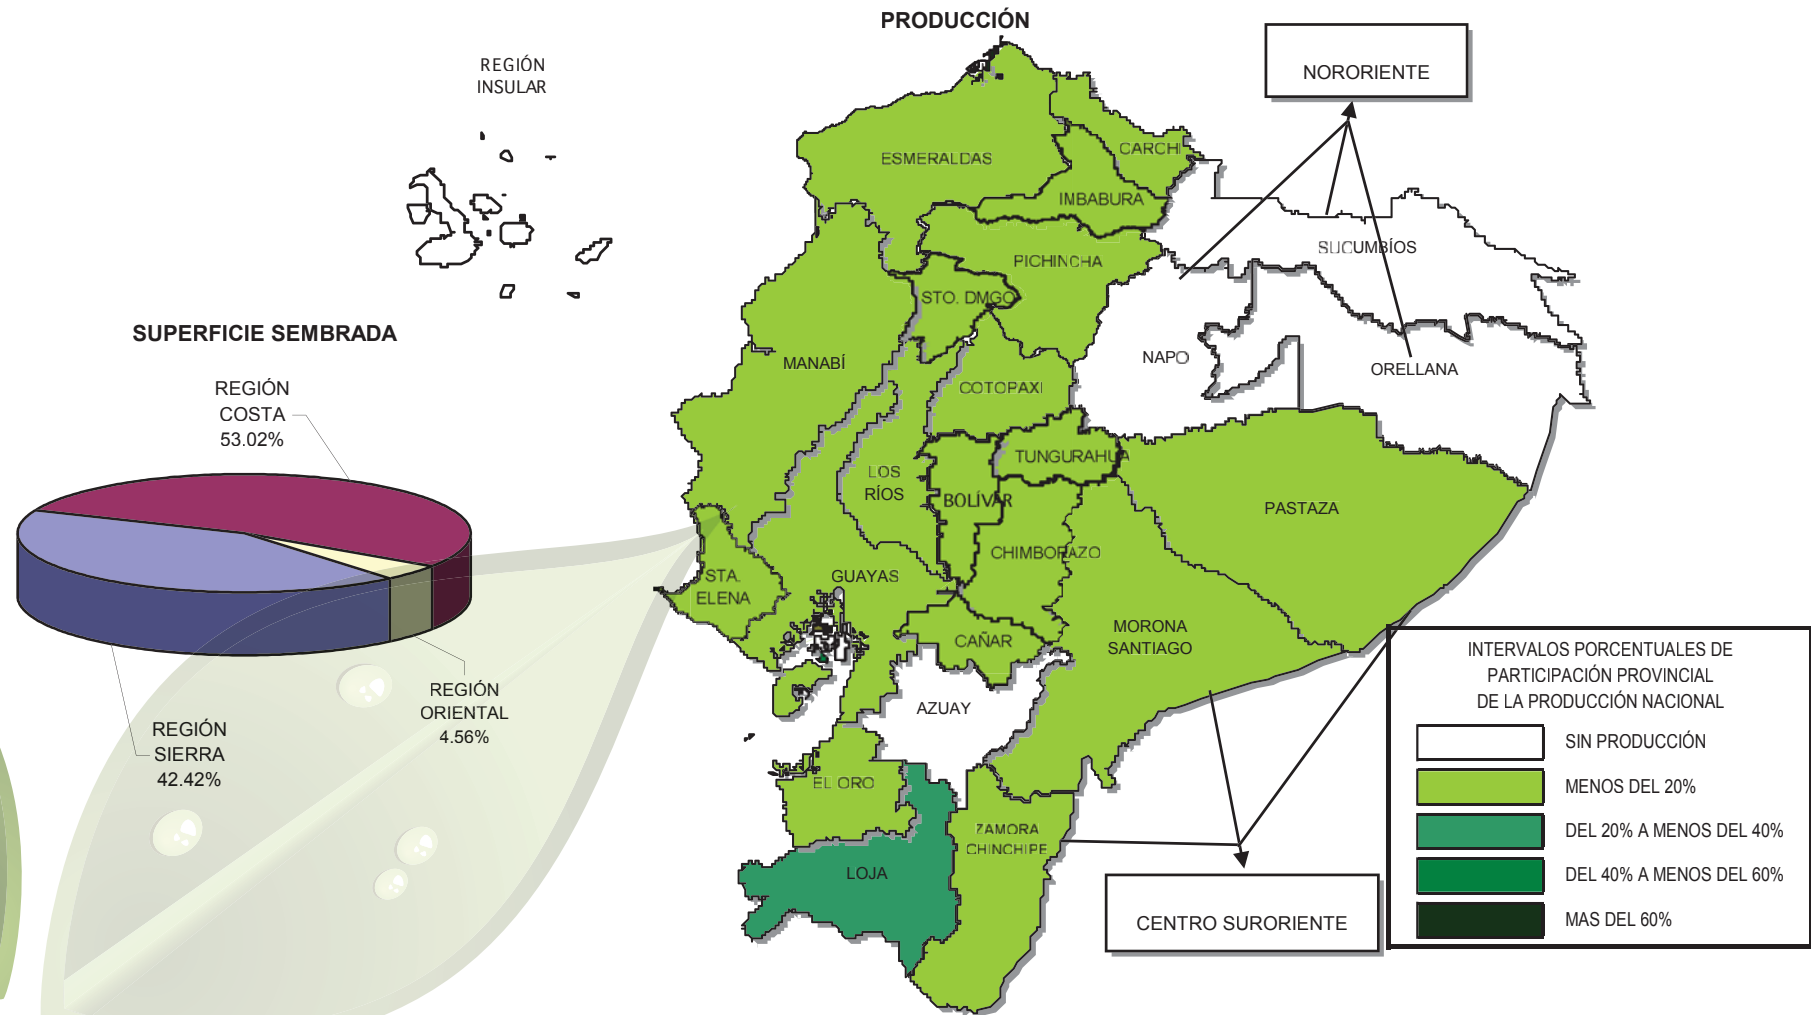 PRODUCCIÓN
REGIÓN
INSULAR
NORORIENTE
ESMERALDAS
CARCHI
IMBABURA
SUCUMBÍOS
PICHINCHA
STO. DMGO
NAPO
ORELLANA
MANABÍ
COTOPAXI
TUNGURAHUA
LOS
RÍOS
BOLÍVAR
PASTAZA
CHIMBORAZO
STA.
ELENA
GUAYAS
CAÑAR
MORONA
SANTIAGO
AZUAY
EL ORO
ZAMORA
CHINCHIPE
LOJA
CENTRO SURORIENTE
SUPERFICIE SEMBRADA
REGIÓN
COSTA
53.02%
REGIÓN
ORIENTAL
4.56%
REGIÓN
SIERRA
42.42%
INTERVALOS PORCENTUALES DE
PARTICIPACIÓN PROVINCIAL
DE LA PRODUCCIÓN NACIONAL
SIN PRODUCCIÓN
MENOS DEL 20%
DEL 20% A MENOS DEL 40%
DEL 40% A MENOS DEL 60%
MAS DEL 60%